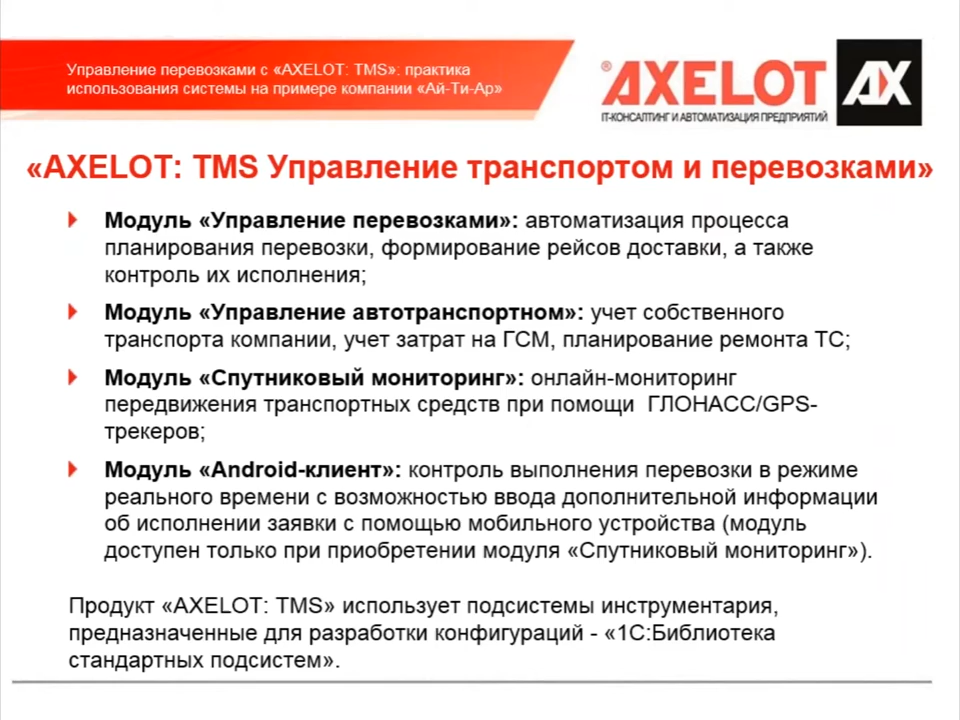 Управление перевозками с «AXELOT: TMS»: практика
использования системы на примере компании «Ай-Ти-Ар»
® AXELOT AX
IT-КОНСАЛТИНГ И АВТОМАТИЗАЦИЯ ПРЕДПРИЯТИЙ
«AXELOT: TMS Управление транспортом и перевозками»
Модуль «Управление перевозками»: автоматизация процесса
планирования перевозки, формирование рейсов доставки, а также
контроль их исполнения;
Модуль «Управление автотранспортном»: учет собственного
транспорта компании, учет затрат на ГСМ, планирование ремонта ТС;
Модуль «Спутниковый мониторинг»: онлайн-мониторинг
передвижения транспортных средств при помощи ГЛОНАСС/GPS-
трекеров;
Модуль «Android-клиент»: контроль выполнения перевозки в режиме
реального времени с возможностью ввода дополнительной информации
об исполнении заявки с помощью мобильного устройства (модуль
доступен только при приобретении модуля «Спутниковый мониторинг»).
Продукт «AXELOT: TMS» использует подсистемы инструментария,
предназначенные для разработки конфигураций - «1С:Библиотека
стандартных подсистем».